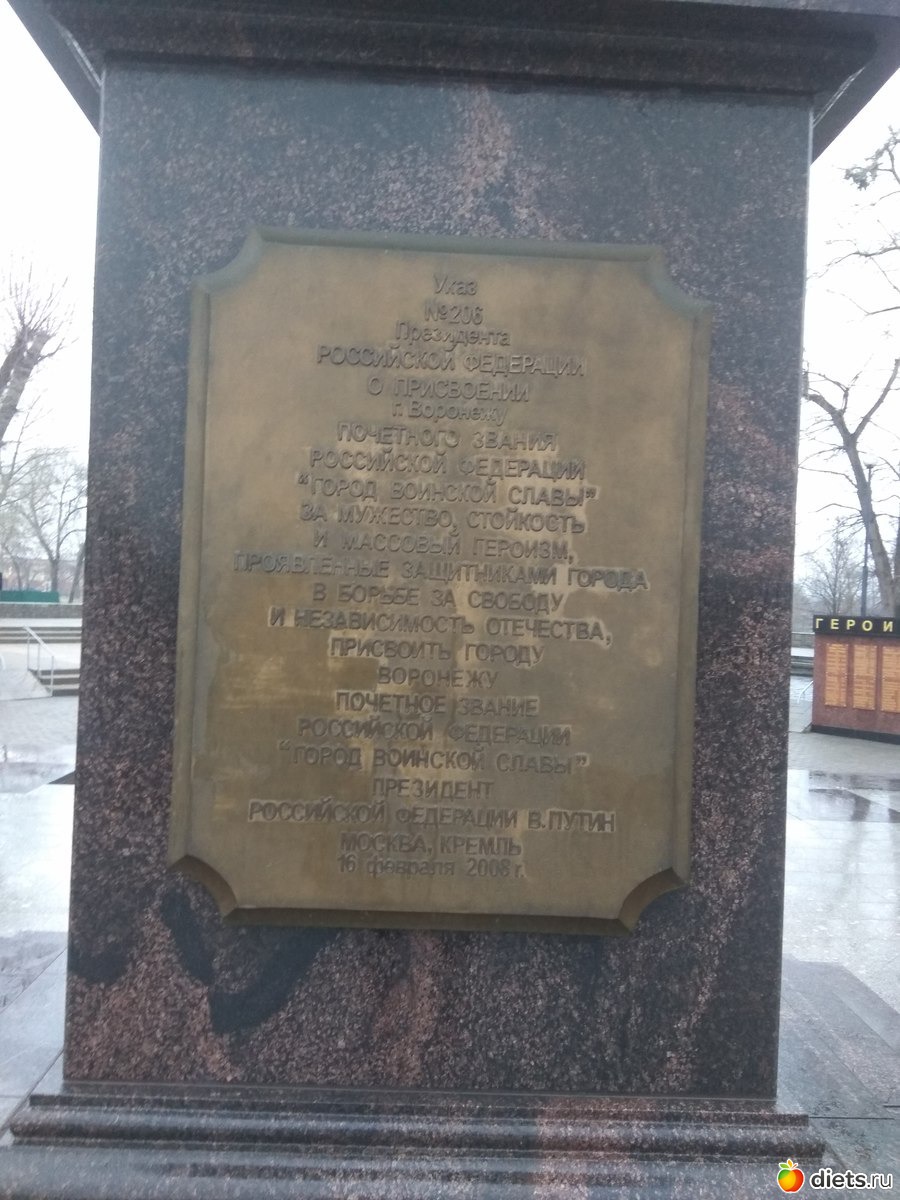 Указ
№206
Президента
РОССИЙСКОЙ ФЕДЕРАЦИИ
О ПРИСВОЕНИИ
г. Воронежу
ПОЧЕТНОГО ЗВАНИЯ
РОССИЙСКОЙ ФЕДЕРАЦИИ
"ГОРОД ВОИНСКОЙ СЛАВЫ"
ЗА МУЖЕСТВО, СТОЙКОСТЬ
И МАССОВЫЙ ГЕРОИЗМ,
ПРОЯВЛЕННЫЕ ЗАЩИТНИКАМИ ГОРОДА
В БОРЬБЕ ЗА СВОБОДУ
И НЕЗАВИСИМОСТЬ ОТЕЧЕСТВА,
ПРИСВОИТЬ ГОРОДУ
ВОРОНЕЖУ
ПОЧЕТНОЕ ЗВАНИЕ
РОССИЙСКОЙ ФЕДЕРАЦИИ
"ГОРОД ВОИНСКОЙ СЛАВЫ"
ПРЕЗИДЕНТ
РОССИЙСКОЙ ФЕДЕРАЦИИ В.ПУТИН
МОСКВА, КРЕМЛЬ
16 февраля 2008 г.
ГЕРОИ
diets.ru